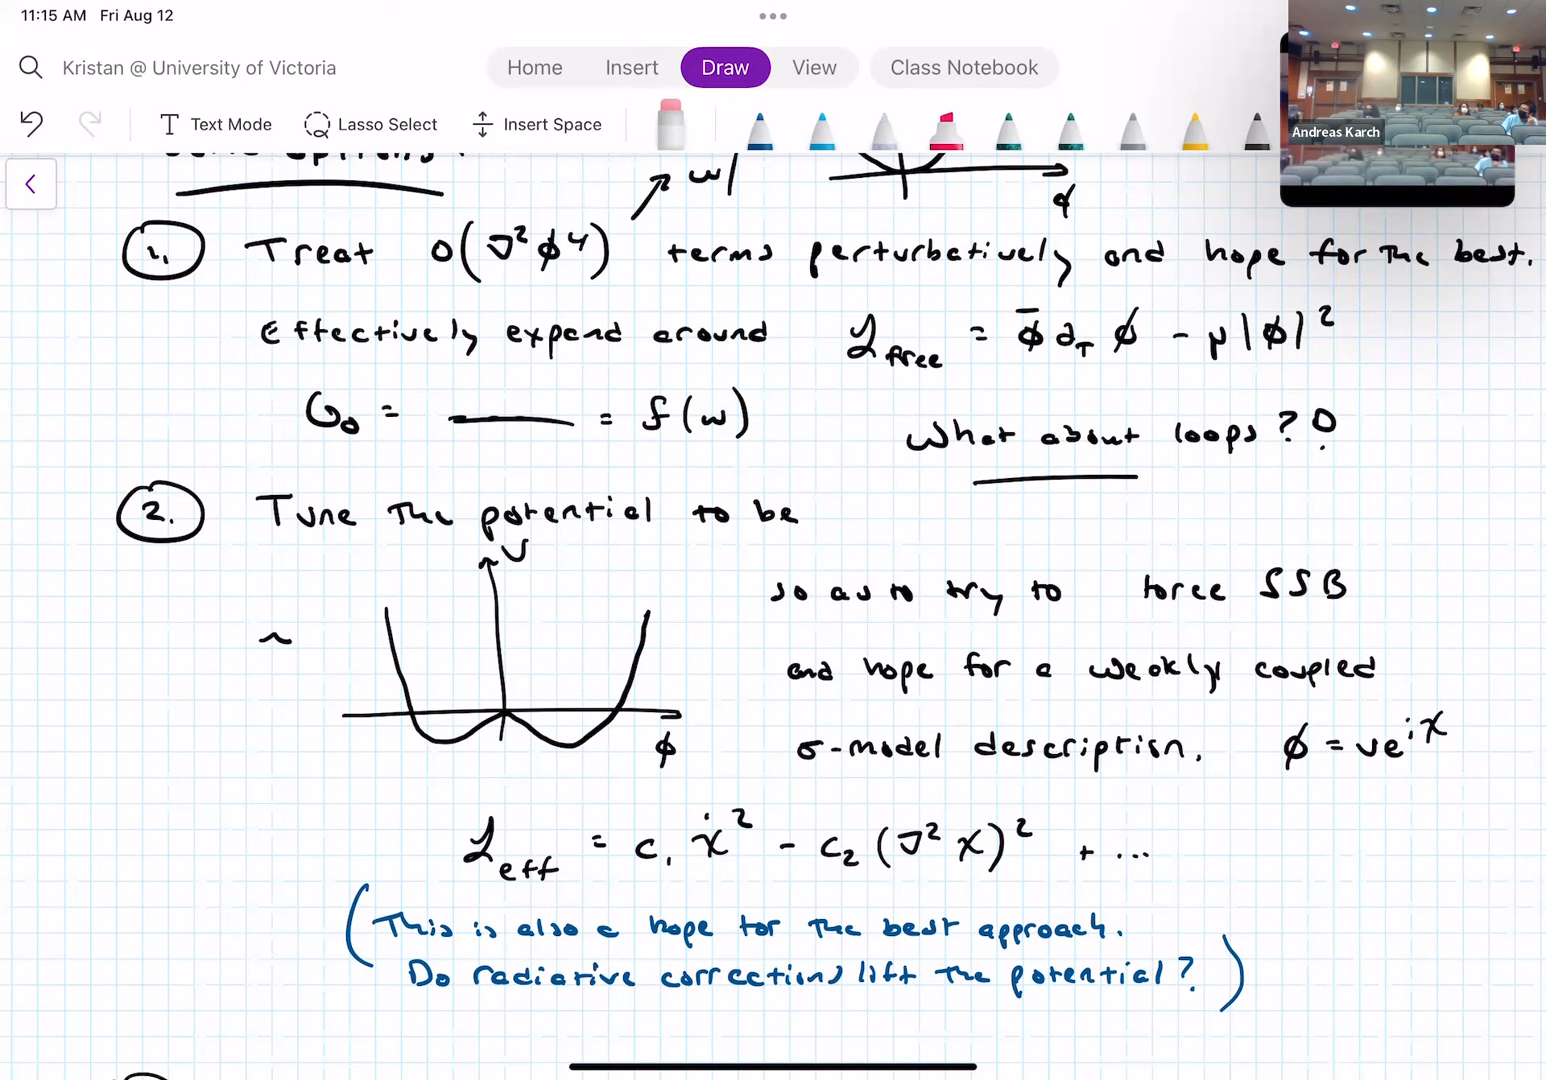 11:15 AM Fri Aug 12
Kristan @ University of Victoria
Home Insert Draw View Class Notebook
Text Mode Lasso Select Insert Space
Andreas Karch
w/
ϕ
1. Treat O(∇²ϕ⁴) terms perturbatively and hope for the best.
Effectively expand around ℒ_free = ϕ̄ ∂_τ ϕ - μ|ϕ|²
G₀ = —— = f(ω)
What about loops?!
2. Tune the potential to be
V
~
ϕ
so as to try to force SSB
and hope for a weakly coupled
σ-model description. ϕ = ve^{iχ}
ℒ_eff = c₁ χ̇² - c₂ (∇²χ)² + ...
(This is also a hope for the best approach.
Do radiative corrections lift the potential?)